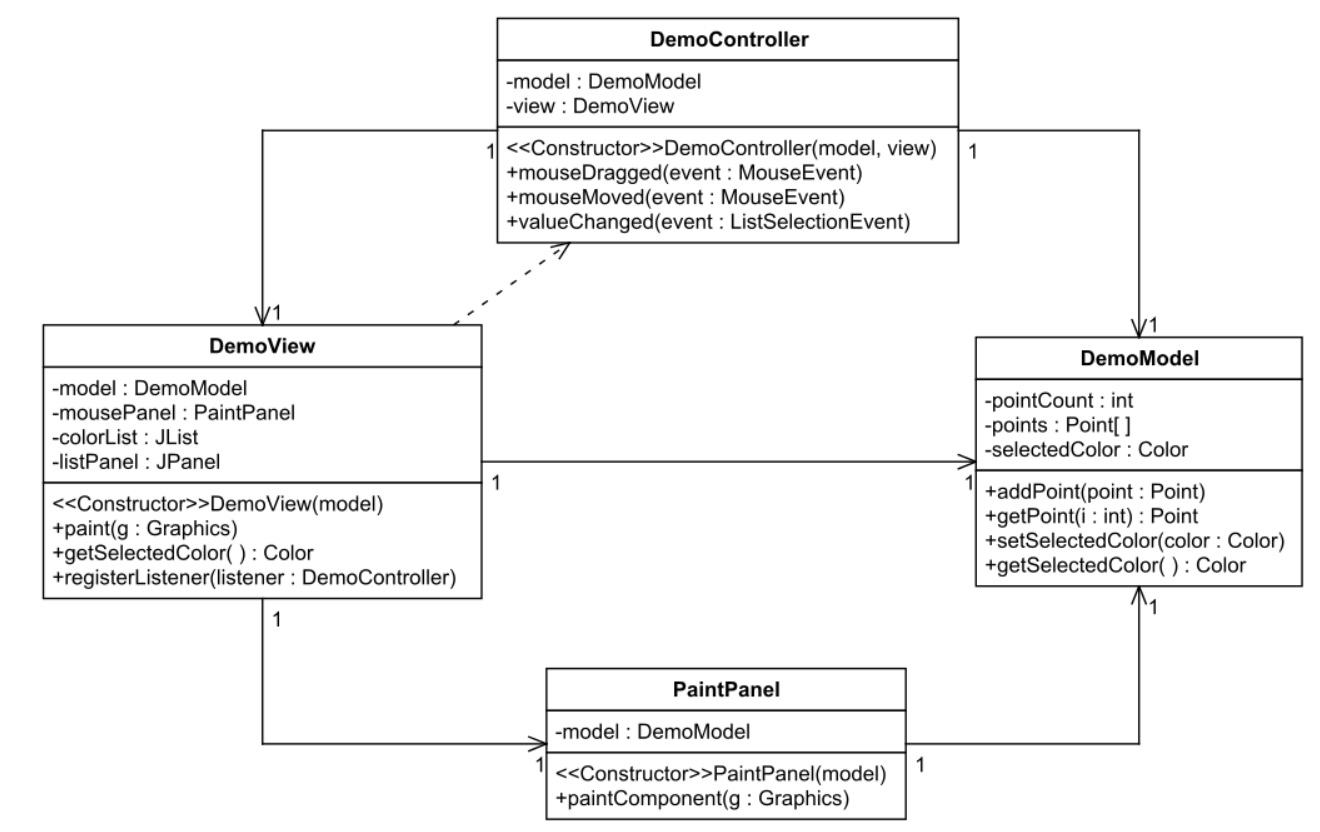 DemoController
-model : DemoModel
-view : DemoView
<<Constructor>>DemoController(model, view)
+mouseDragged(event : MouseEvent)
+mouseMoved(event : MouseEvent)
+valueChanged(event : ListSelectionEvent)
1
1
1
1
DemoView
-model : DemoModel
-mousePanel : PaintPanel
-colorList : JList
-listPanel : JPanel
<<Constructor>>DemoView(model)
+paint(g : Graphics)
+getSelectedColor( ) : Color
+registerListener(listener : DemoController)
1
1
DemoModel
-pointCount : int
-points : Point[ ]
-selectedColor : Color
+addPoint(point : Point)
+getPoint(i : int) : Point
+setSelectedColor(color : Color)
+getSelectedColor( ) : Color
1
1
PaintPanel
-model : DemoModel
<<Constructor>>PaintPanel(model)
+paintComponent(g : Graphics)
1
1